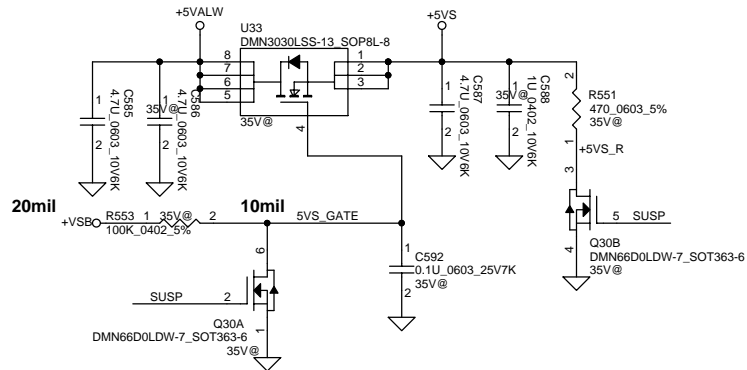 +5VALW
+5VS
U33
DMN3030LSS-13_SOP8L-8
8
7
6
5
1
2
3
4
35V@
1
2
C585
4.7U_0603_10V6K
1
2
35V@
C586
4.7U_0603_10V6K
1
2
C587
4.7U_0603_10V6K
35V@
1
2
C588
1U_0402_10V6K
35V@
2
R551
470_0603_5%
35V@
1
+5VS_R
3
5
SUSP
4
Q30B
DMN66D0LDW-7_SOT363-6
35V@
20mil
10mil
+VSB
R553
1
35V@
2
100K_0402_5%
5VS_GATE
1
C592
0.1U_0603_25V7K
35V@
2
6
SUSP
2
1
Q30A
DMN66D0LDW-7_SOT363-6
35V@